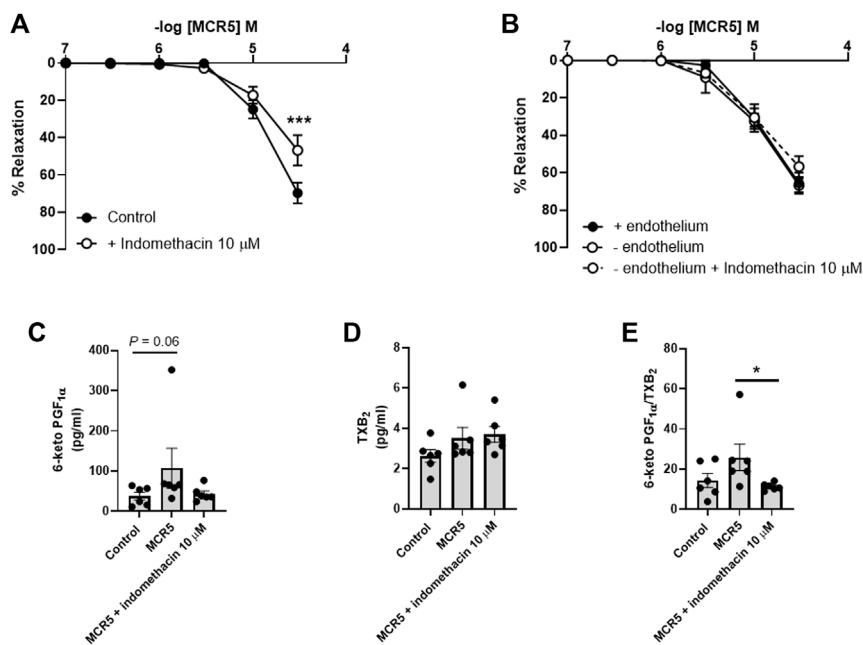 A
-log [MCR5] M
7 6 5 4
0
20
40
60
80
100
% Relaxation
***
Control
+ Indomethacin 10 μM
B
-log [MCR5] M
7 6 5 4
0
20
40
60
80
100
% Relaxation
+ endothelium
- endothelium
- endothelium + Indomethacin 10 μM
C
P = 0.06
400
300
200
100
0
6-keto PGF1α
(pg/ml)
Control
MCR5
MCR5 + indomethacin 10 μM
D
8
6
4
2
0
TXB2
(pg/ml)
Control
MCR5
MCR5 + indomethacin 10 μM
E
80
60
40
20
0
6-keto PGF1α/TXB2
*
Control
MCR5
MCR5 + indomethacin 10 μM